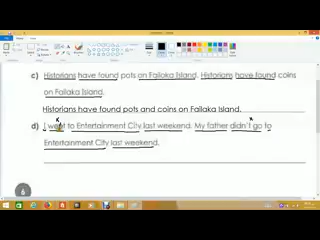 c) Historians have found pots on Failaka Island. Historians have found coins
on Failaka Island.
Historians have found pots and coins on Failaka Island.
d) I went to Entertainment City last weekend. My father didn't go to
Entertainment City last weekend.
6